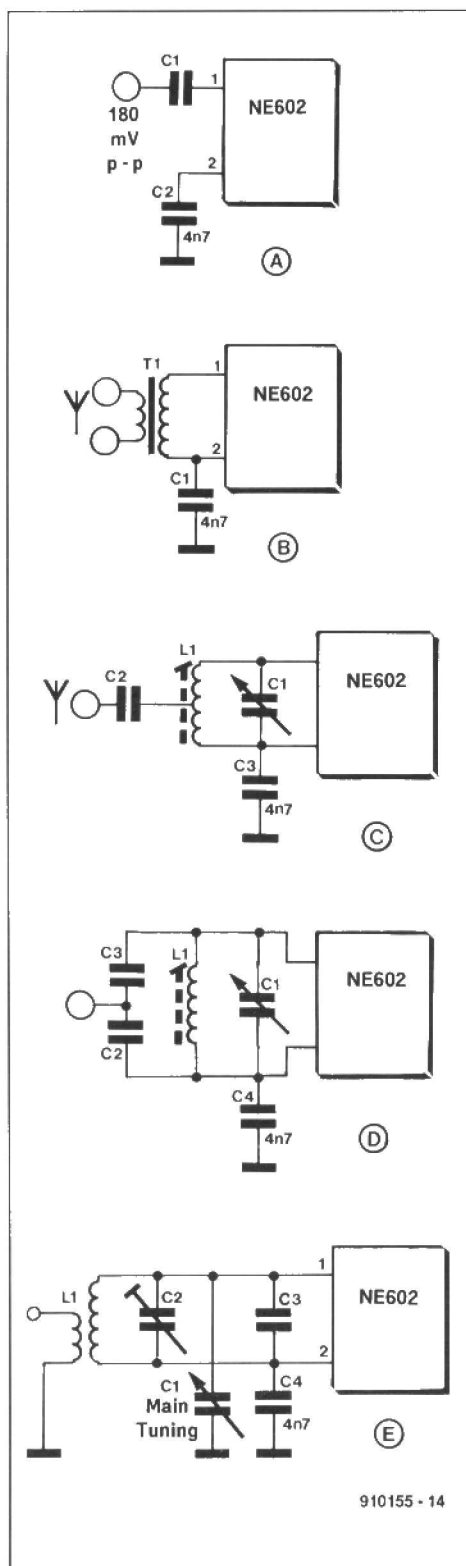 C1
1
NE602
180
mV
p - p
2
C2
4n7
A
T1
1
NE602
2
C1
4n7
B
L1
NE602
C2
C1
C3
4n7
C
C3
L1
NE602
C1
C2
C4
4n7
D
1
L1
C2
C3
NE602
2
C1
C4
Main
4n7
Tuning
E
910155 - 14